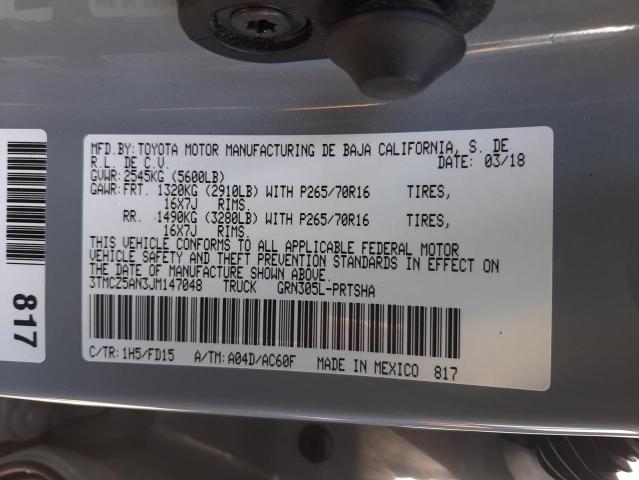 MFD.BY:TOYOTA MOTOR MANUFACTURING DE BAJA CALIFORNIA, S. DE
R.L. DE C.V. DATE: 03/18
GVWR:2545KG (5600LB)
GAWR:FRT. 1320KG (2910LB) WITH P265/70R16 TIRES,
16X7J RIMS.
RR. 1490KG (3280LB) WITH P265/70R16 TIRES,
16X7J RIMS.
THIS VEHICLE CONFORMS TO ALL APPLICABLE FEDERAL MOTOR
VEHICLE SAFETY AND THEFT PREVENTION STANDARDS IN EFFECT ON
THE DATE OF MANUFACTURE SHOWN ABOVE.
3TMCZ5AN3JM147048 TRUCK GRN305L-PRTSHA
C/TR:1H5/FD15 A/TM:A04D/AC60F MADE IN MEXICO 817
817